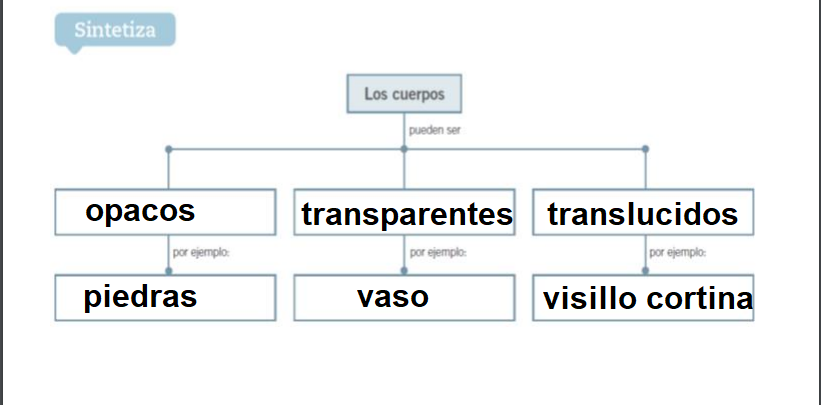 Sintetiza
Los cuerpos
pueden ser
opacos
transparentes
translucidos
por ejemplo:
por ejemplo:
por ejemplo:
piedras
vaso
visillo cortina